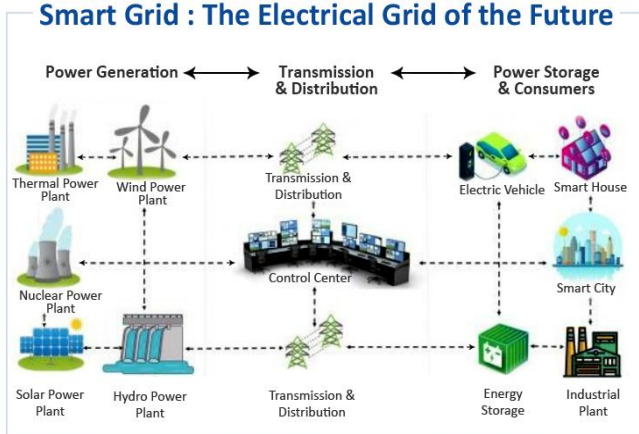 Smart Grid : The Electrical Grid of the Future
Power Generation
Transmission
& Distribution
Power Storage
& Consumers
Thermal Power
Plant
Wind Power
Plant
Transmission &
Distribution
Electric Vehicle
Smart House
Nuclear Power
Plant
Control Center
Smart City
Solar Power
Plant
Hydro Power
Plant
Transmission &
Distribution
Energy
Storage
Industrial
Plant